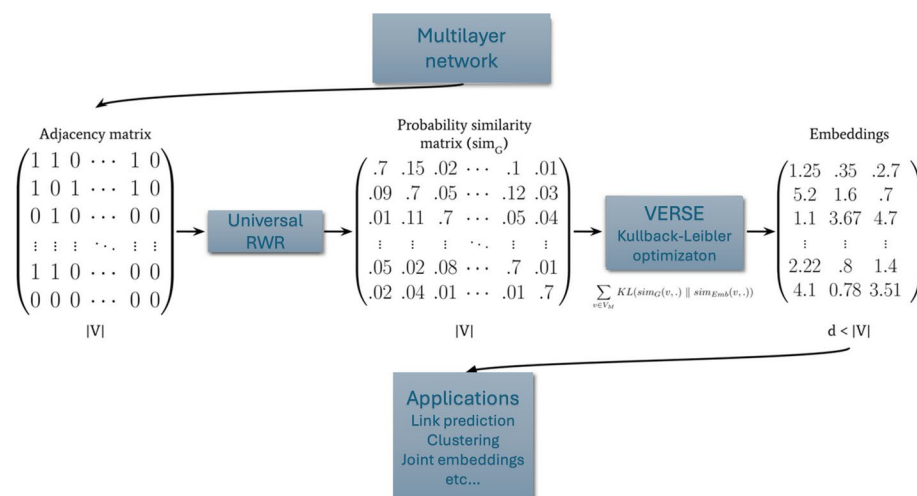 Multilayer
network
Adjacency matrix
1 1 0 ⋯ 1 0
1 0 1 ⋯ 1 0
0 1 0 ⋯ 0 0
⋮ ⋮ ⋮ ⋱ ⋮ ⋮
1 1 0 ⋯ 0 0
0 0 0 ⋯ 0 0
|V|
Universal
RWR
Probability similarity
matrix (sim_G)
.7 .15 .02 ⋯ .1 .01
.09 .7 .05 ⋯ .12 .03
.01 .11 .7 ⋯ .05 .04
⋮ ⋮ ⋮ ⋱ ⋮ ⋮
.05 .02 .08 ⋯ .7 .01
.02 .04 .01 ⋯ .01 .7
|V|
VERSE
Kullback-Leibler
optimizaton
∑ KL(sim_G(v,.) ∥ sim_Emb(v,.))
v∈V_M
Embeddings
1.25 .35 .2.7
5.2 1.6 .7
1.1 3.67 4.7
⋮ ⋮ ⋮
2.22 .8 1.4
4.1 0.78 3.51
d < |V|
Applications
Link prediction
Clustering
Joint embeddings
etc...